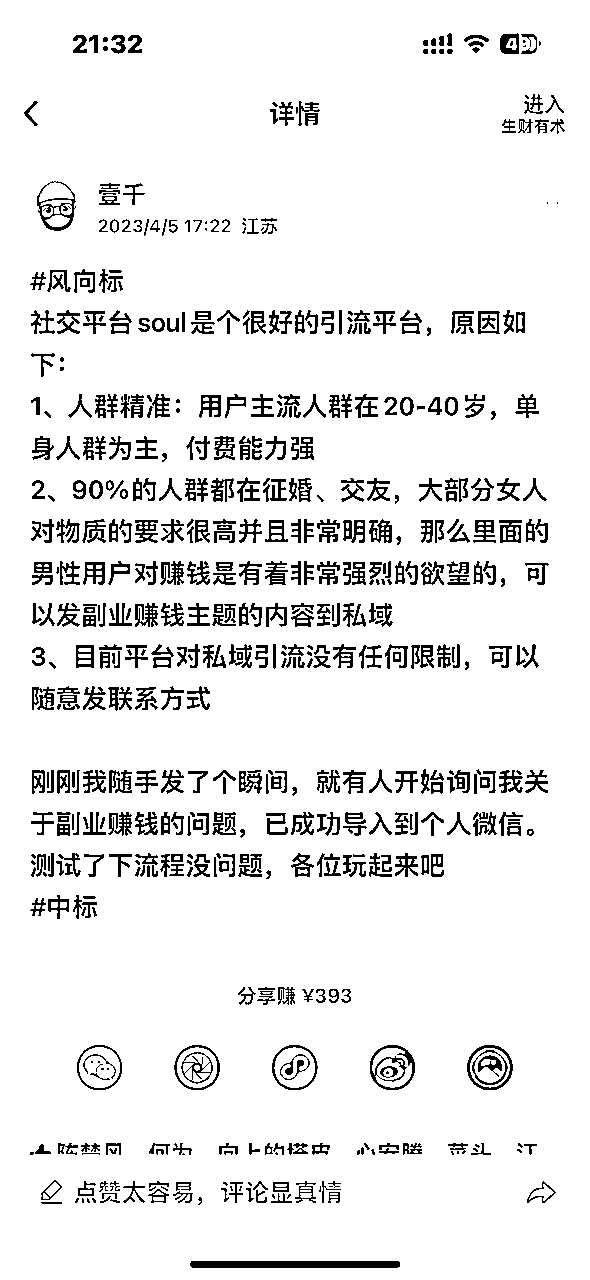 21:32
详情
进入
生财有术
壹千
2023/4/5 17:22 江苏
#风向标
社交平台soul是个很好的引流平台，原因如
下：
1、人群精准：用户主流人群在20-40岁，单
身人群为主，付费能力强
2、90%的人群都在征婚、交友，大部分女人
对物质的要求很高并且非常明确，那么里面的
男性用户对赚钱是有着非常强烈的欲望的，可
以发副业赚钱主题的内容到私域
3、目前平台对私域引流没有任何限制，可以
随意发联系方式
刚刚我随手发了个瞬间，就有人开始询问我关
于副业赚钱的问题，已成功导入到个人微信。
测试了下流程没问题，各位玩起来吧
#中标
分享赚 ¥393
点赞太容易，评论显真情